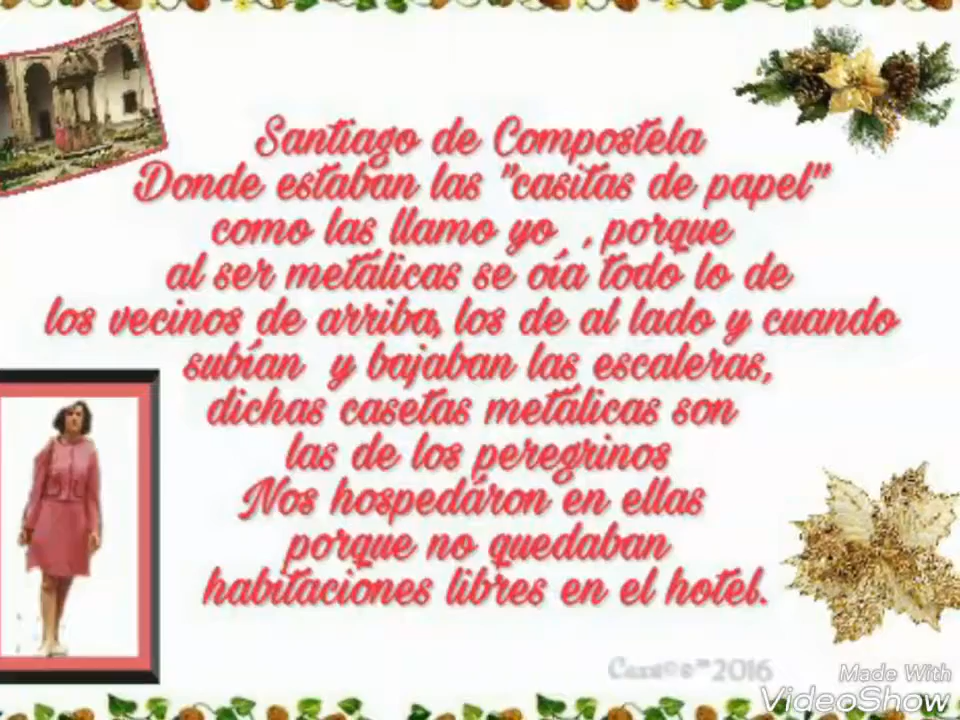 Santiago de Compostela
Donde estaban las "casitas de papel"
como las llamo yo , porque
al ser metálicas se oía todo lo de
los vecinos de arriba, los de al lado y cuando
subían y bajaban las escaleras,
dichas casetas metálicas son
las de los peregrinos
Nos hospedáron en ellas
porque no quedaban
habitaciones libres en el hotel.
2016
Made With
VideoShow